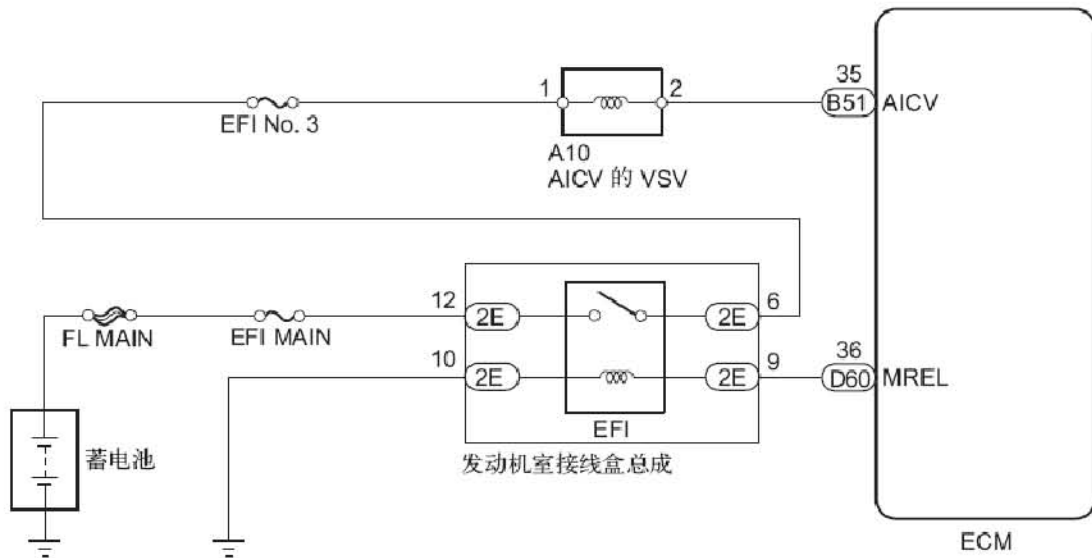 35
1
2
B51
AICV
EFI No. 3
A10
AICV 的 VSV
12
2E
2E
6
FL MAIN
EFI MAIN
10
2E
2E
9
36
D60
MREL
EFI
蓄电池
发动机室接线盒总成
ECM